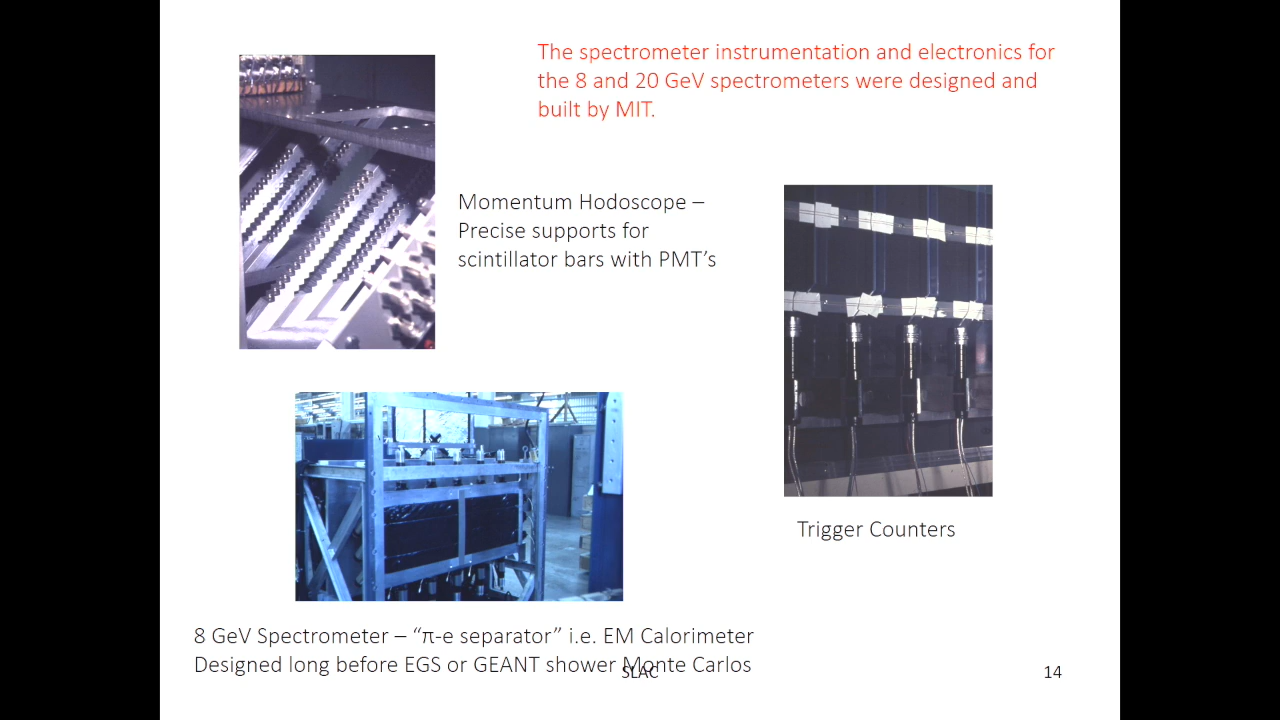 The spectrometer instrumentation and electronics for
the 8 and 20 GeV spectrometers were designed and
built by MIT.
Momentum Hodoscope –
Precise supports for
scintillator bars with PMT’s
Trigger Counters
8 GeV Spectrometer – “π-e separator” i.e. EM Calorimeter
Designed long before EGS or GEANT shower Monte Carlos
SLAC
14